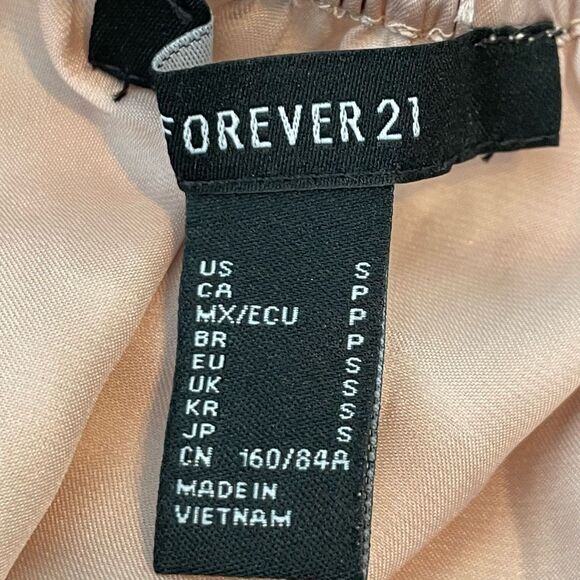 FOREVER 21
US S
CA P
MX/ECU P
BR P
EU S
UK S
KR S
JP S
CN 160/84A
MADE IN
VIETNAM